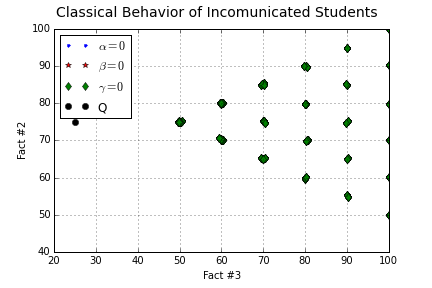 Classical Behavior of Incomunicated Students
100
90
80
70
60
50
40
Fact #2
α=0
β=0
γ=0
Q
20 30 40 50 60 70 80 90 100
Fact #3